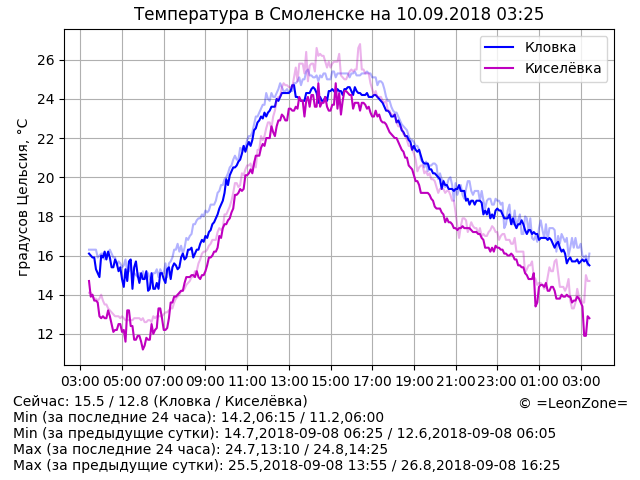 Температура в Смоленске на 10.09.2018 03:25
Кловка
Киселёвка
градусов Цельсия, °C
26
24
22
20
18
16
14
12
03:00 05:00 07:00 09:00 11:00 13:00 15:00 17:00 19:00 21:00 23:00 01:00 03:00
Сейчас: 15.5 / 12.8 (Кловка / Киселёвка)
© =LeonZone=
Min (за последние 24 часа): 14.2,06:15 / 11.2,06:00
Min (за предыдущие сутки): 14.7,2018-09-08 06:25 / 12.6,2018-09-08 06:05
Max (за последние 24 часа): 24.7,13:10 / 24.8,14:25
Max (за предыдущие сутки): 25.5,2018-09-08 13:55 / 26.8,2018-09-08 16:25